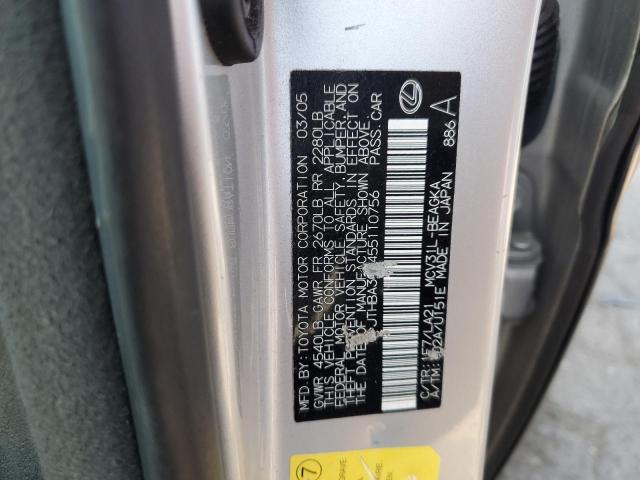 MFD.BY: TOYOTA MOTOR CORPORATION 03/05
GVWR 4540LB GAWR FR 2670LB RR 2280LB
THIS VEHICLE CONFORMS TO ALL APPLICABLE
FEDERAL MOTOR VEHICLE SAFETY, BUMPER, AND
THEFT PREVENTION STANDARDS IN EFFECT ON
THE DATE OF MANUFACTURE SHOWN ABOVE.
PASS.CAR
C/TR: 1F7/LA21 MCV31L-BEAGKA
A/TM: MADE IN JAPAN 886A
7